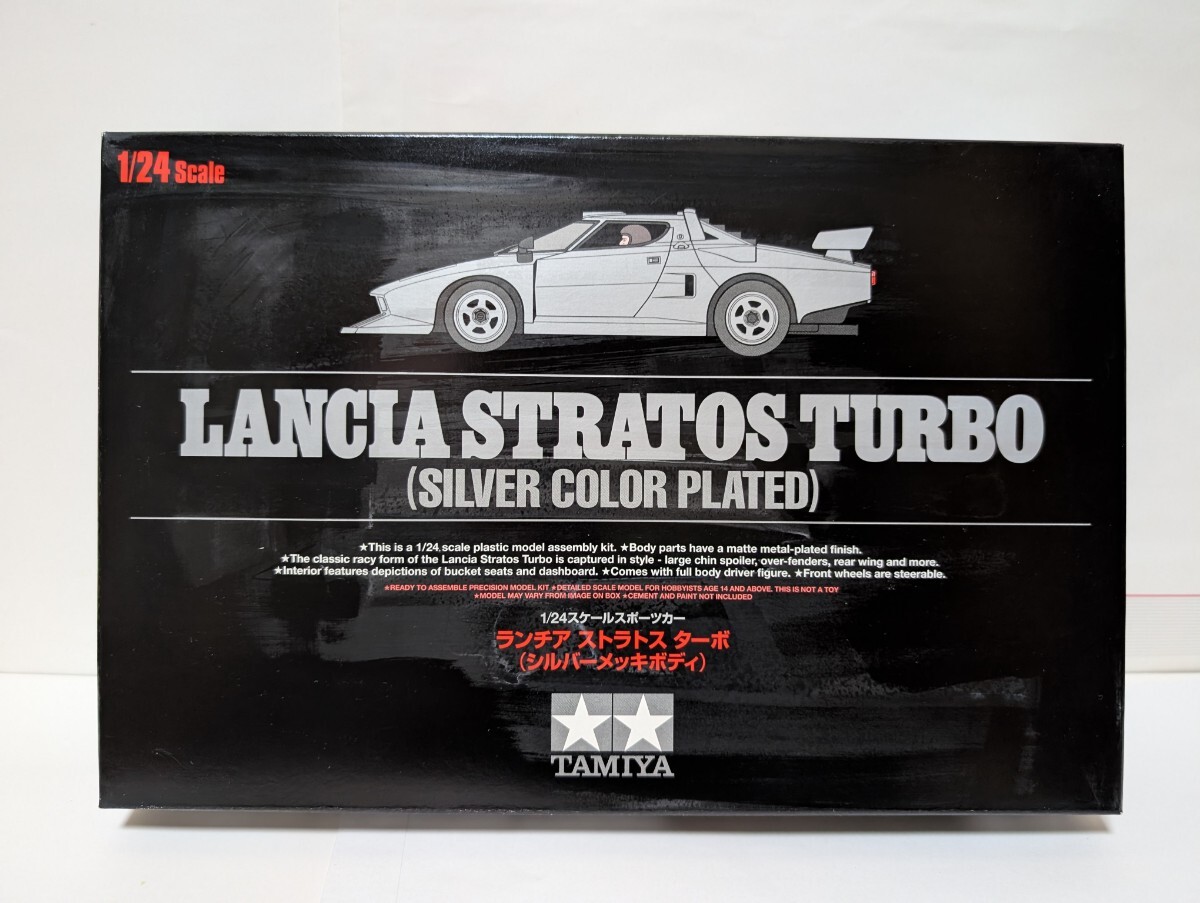 1/24 Scale
LANCIA STRATOS TURBO
(SILVER COLOR PLATED)
★This is a 1/24 scale plastic model assembly kit. ★Body parts have a matte metal-plated finish.
★The classic racy form of the Lancia Stratos Turbo is captured in style - large chin spoiler, over-fenders, rear wing and more.
★Interior features depictions of bucket seats and dashboard. ★Comes with full body driver figure. ★Front wheels are steerable.
★READY TO ASSEMBLE PRECISION MODEL KIT ★DETAILED SCALE MODEL FOR HOBBYISTS AGE 14 AND ABOVE. THIS IS NOT A TOY
★MODEL MAY VARY FROM IMAGE ON BOX ★CEMENT AND PAINT NOT INCLUDED
1/24スケールスポーツカー
ランチア ストラトス ターボ
(シルバーメッキボディ)
TAMIYA